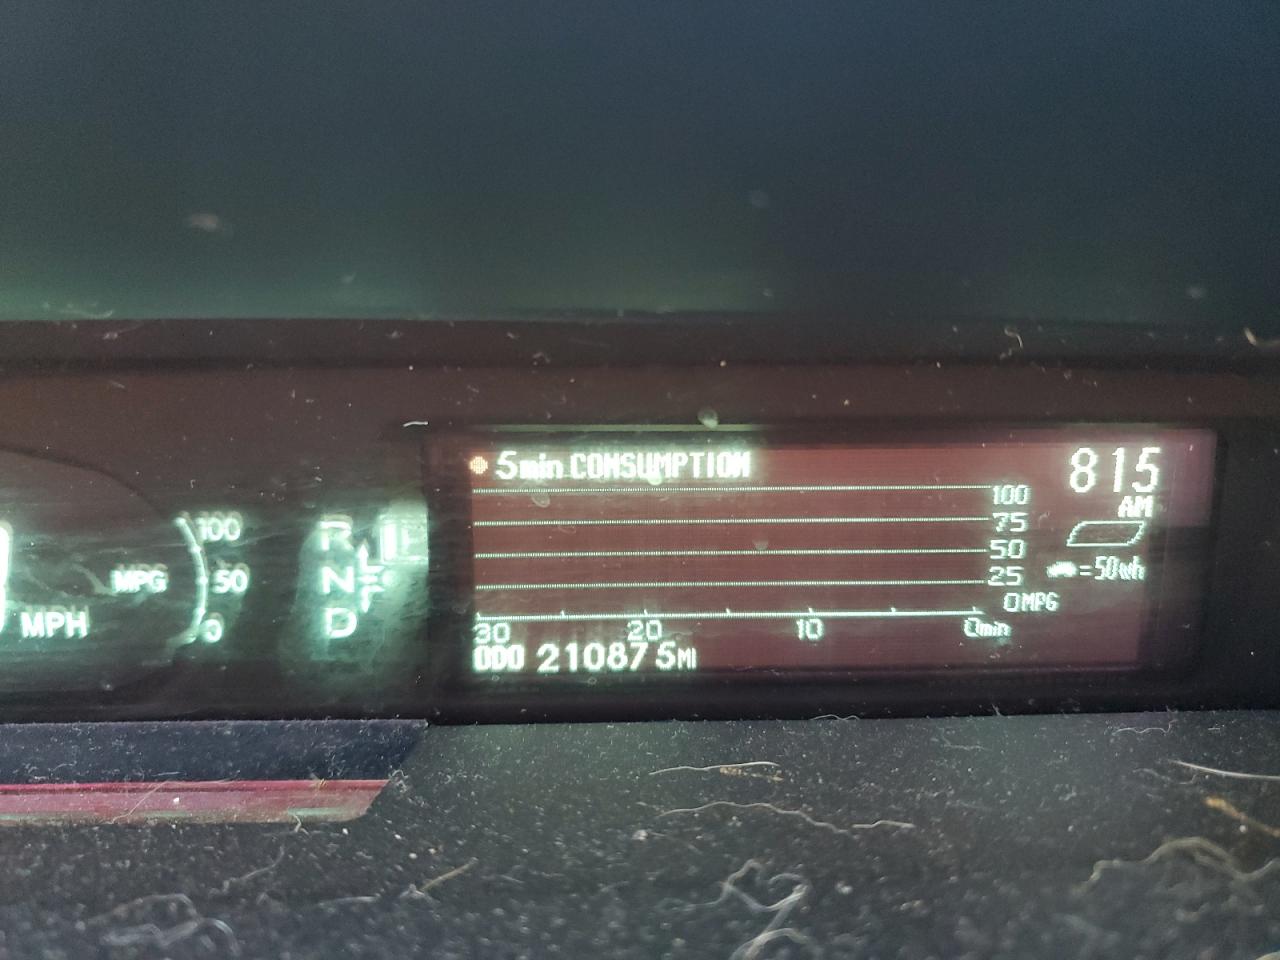 5min CONSUMPTION
815
AM
100
75
50
25
0MPG
=50Wh
30 20 10 0min
ODO 210875MI
100
MPG 50
0
MPH
R
N
D